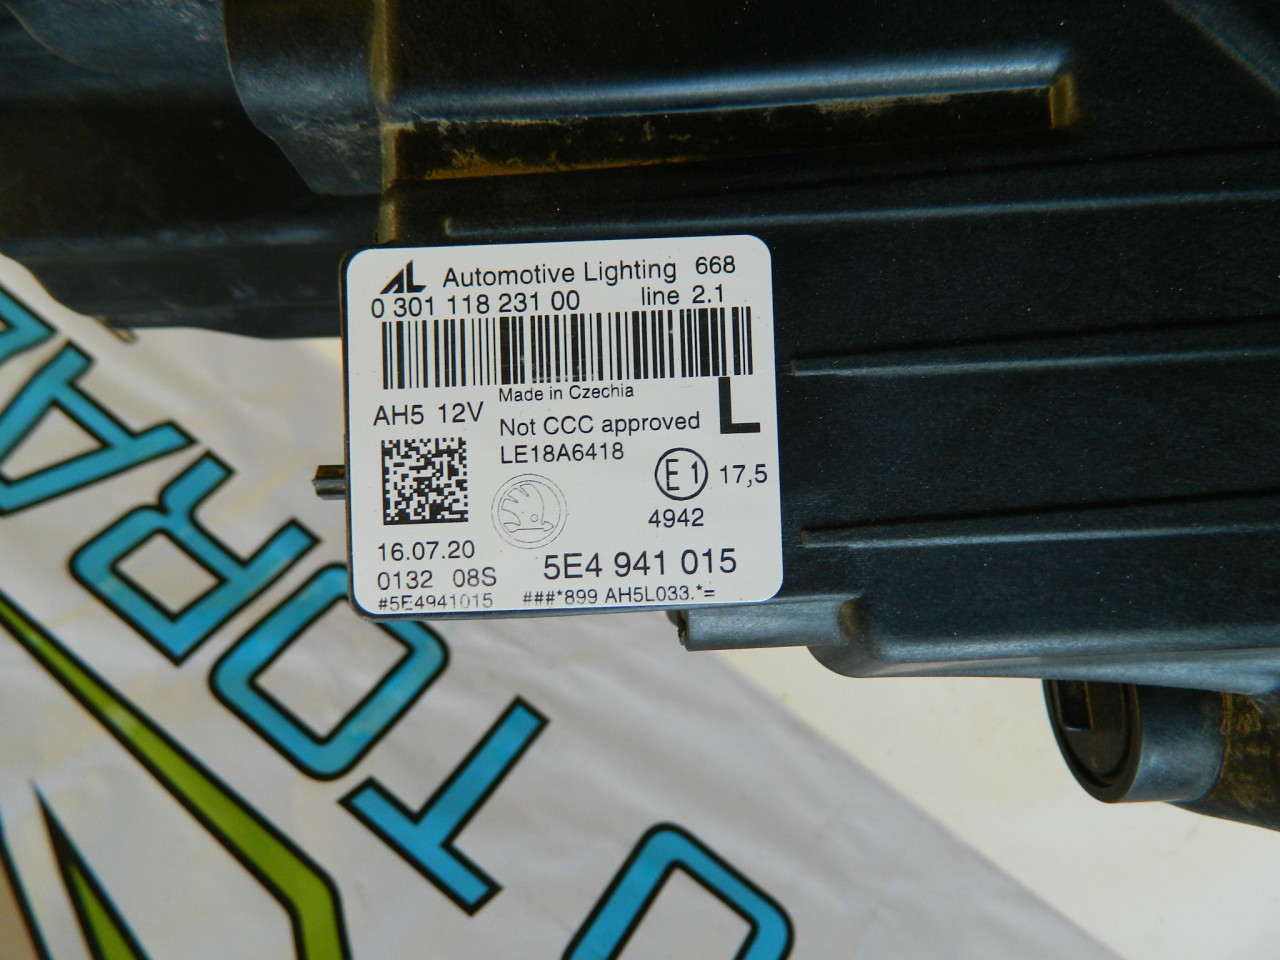 AL Automotive Lighting 668
0 301 118 231 00 line 2.1
Made in Czechia
AH5 12V
L
Not CCC approved
LE18A6418
E1 17,5
4942
16.07.20
5E4 941 015
0132 08S
#5E4941015 ###*899 AH5L033.*=